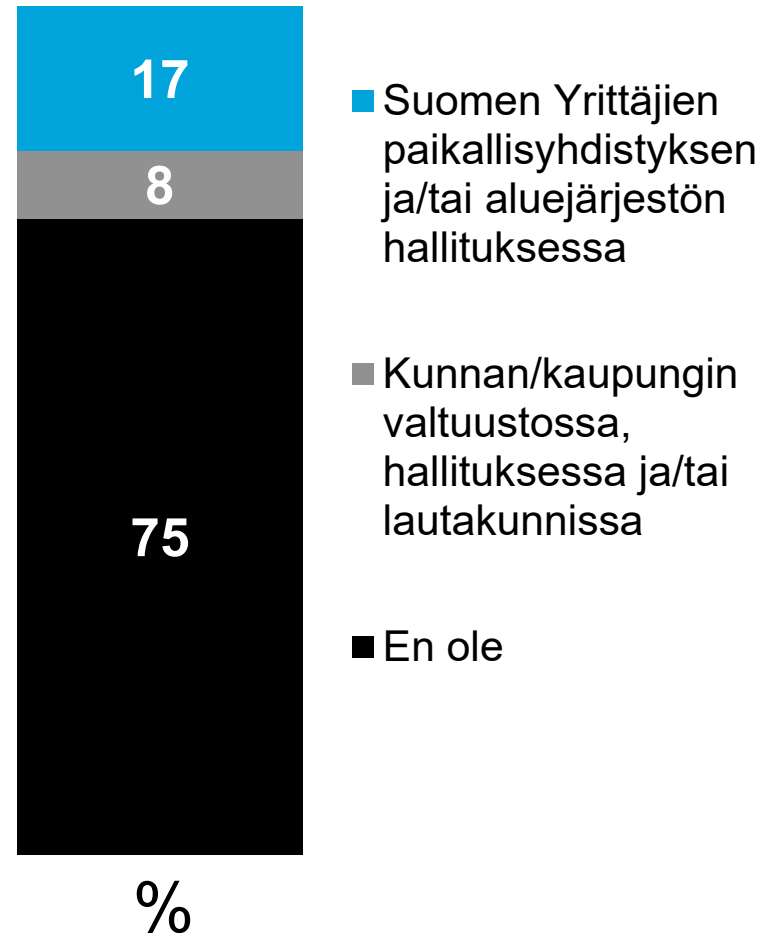 17
8
75
%
Suomen Yrittäjien
paikallisyhdistyksen
ja/tai aluejärjestön
hallituksessa
Kunnan/kaupungin
valtuustossa,
hallituksessa ja/tai
lautakunnissa
En ole